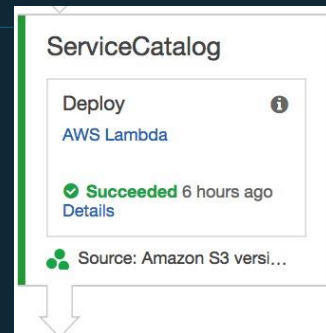 ServiceCatalog
Deploy
AWS Lambda
Succeeded 6 hours ago
Details
Source: Amazon S3 versi...